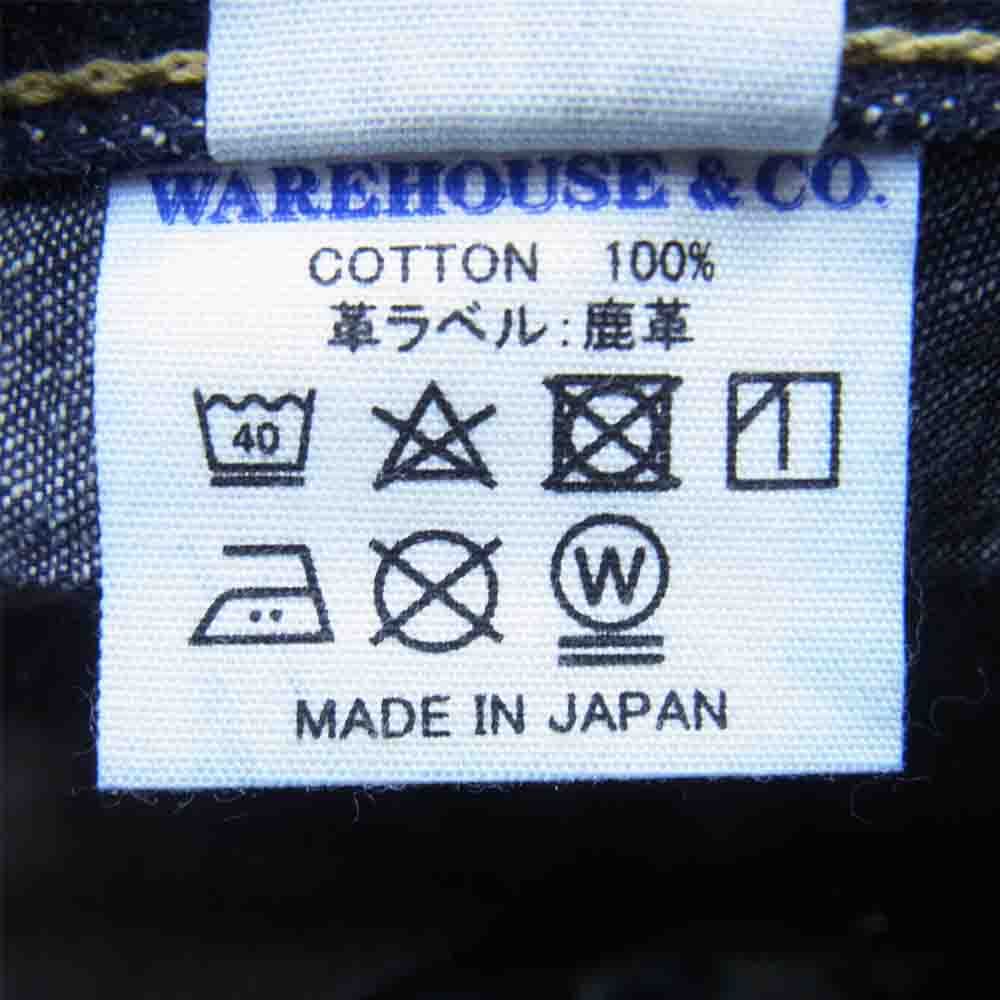 WAREHOUSE & CO.
COTTON 100%
革ラベル:鹿革
40
W
MADE IN JAPAN